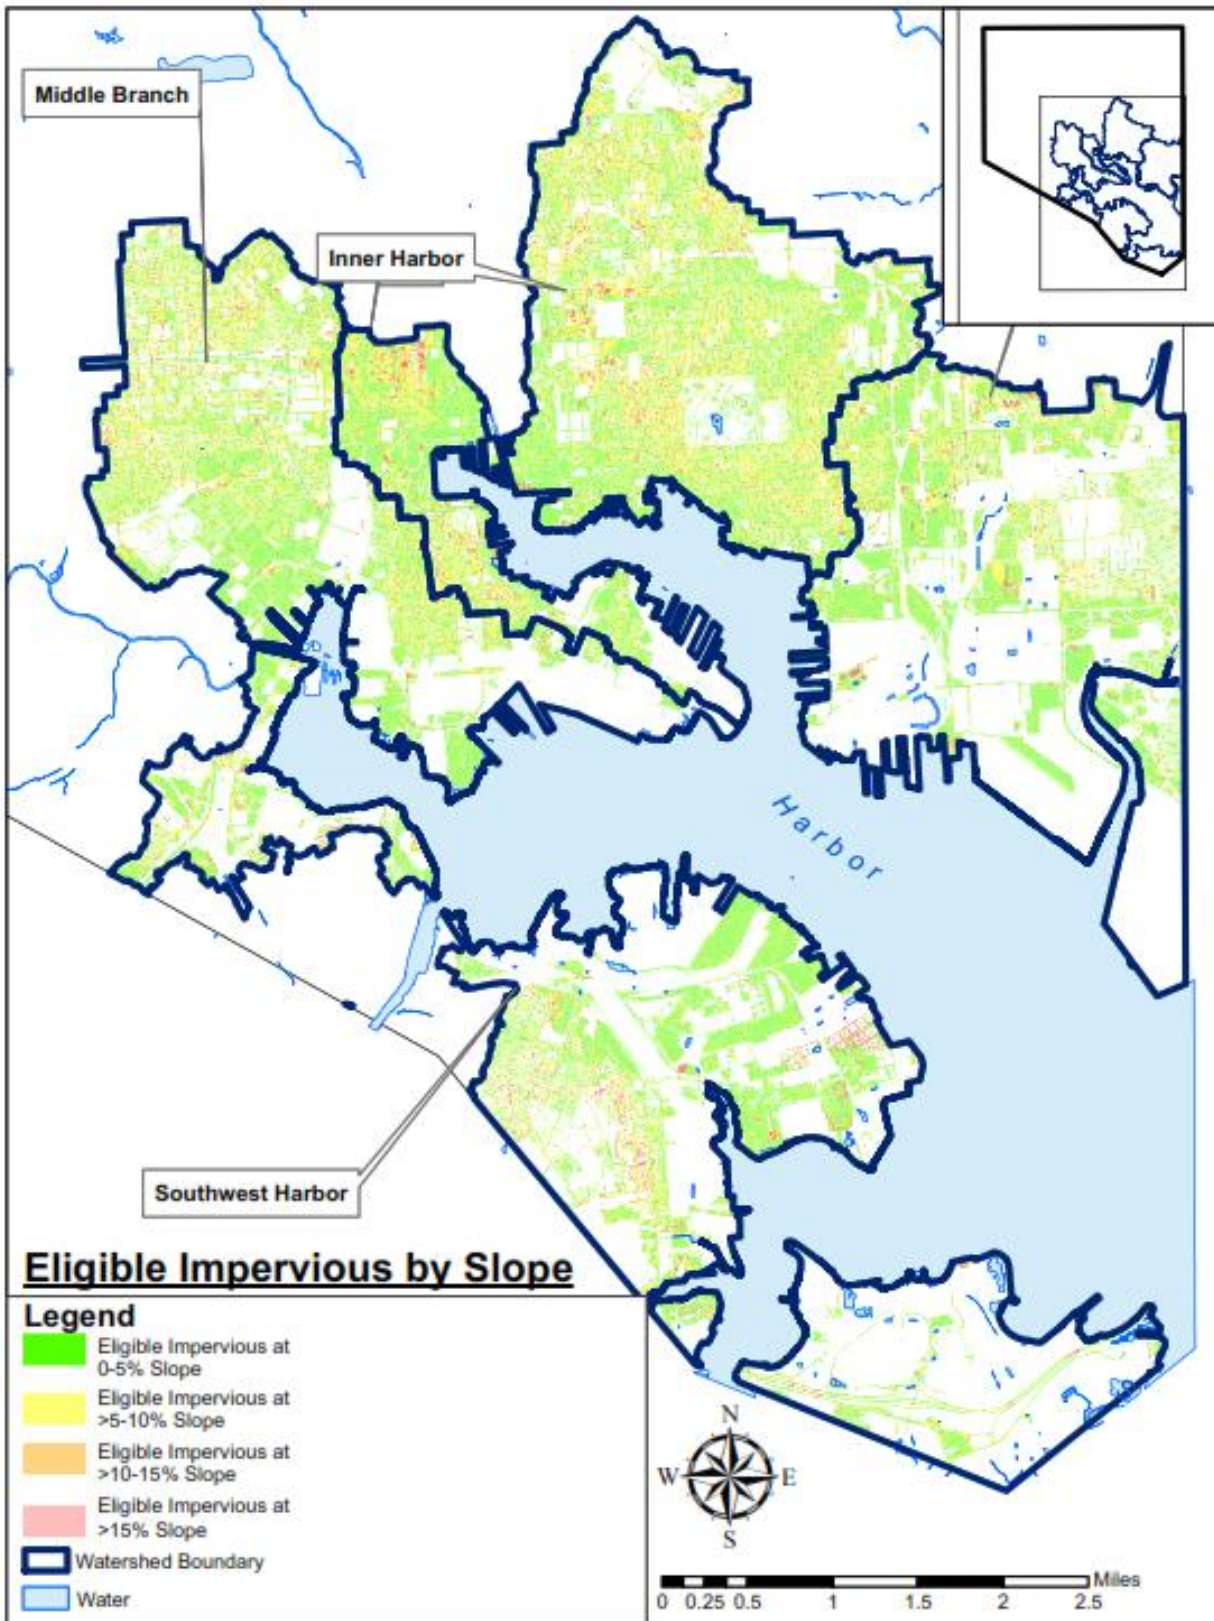 Middle Branch
Inner Harbor
Harbor
Southwest Harbor
Eligible Impervious by Slope
Legend
Eligible Impervious at
0-5% Slope
Eligible Impervious at
>5-10% Slope
Eligible Impervious at
>10-15% Slope
Eligible Impervious at
>15% Slope
Watershed Boundary
Water
N
W E
S
Miles
0 0.25 0.5 1 1.5 2 2.5